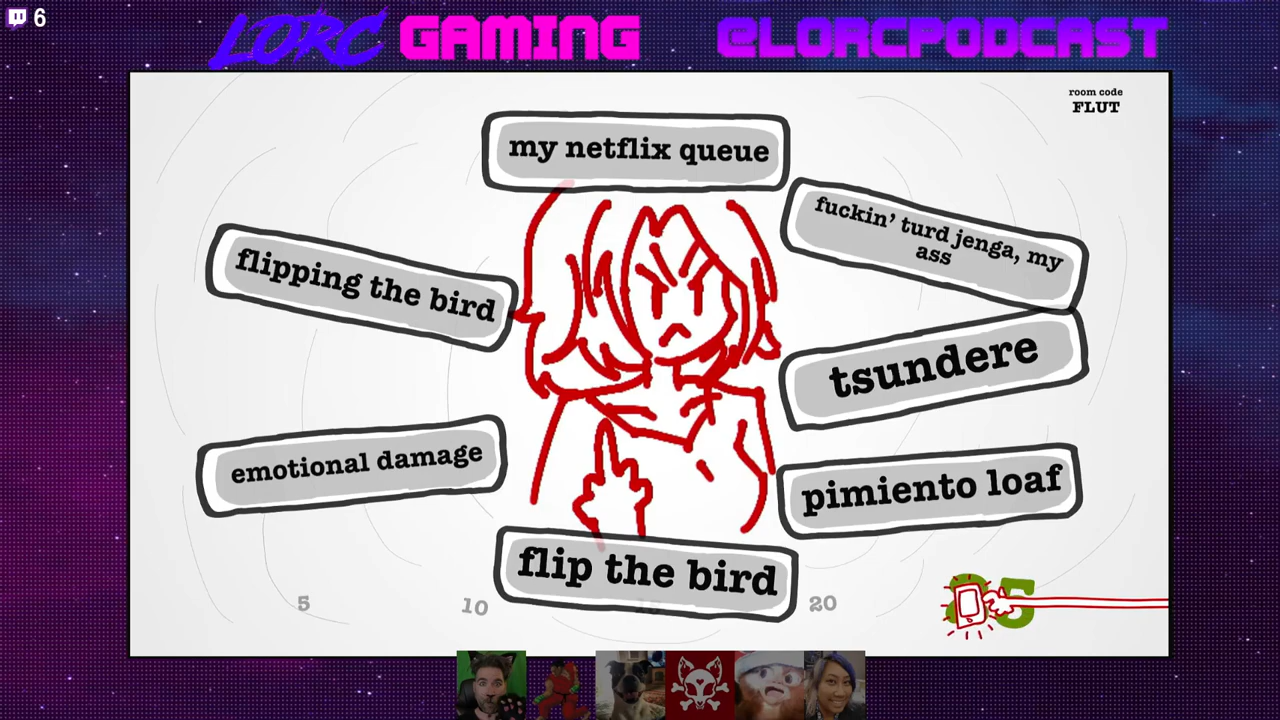 6
LORC GAMING
@LORCPODCAST
room code
FLUT
my netflix queue
fuckin' turd jenga, my
ass
flipping the bird
tsundere
emotional damage
pimiento loaf
flip the bird
5
10
15
20